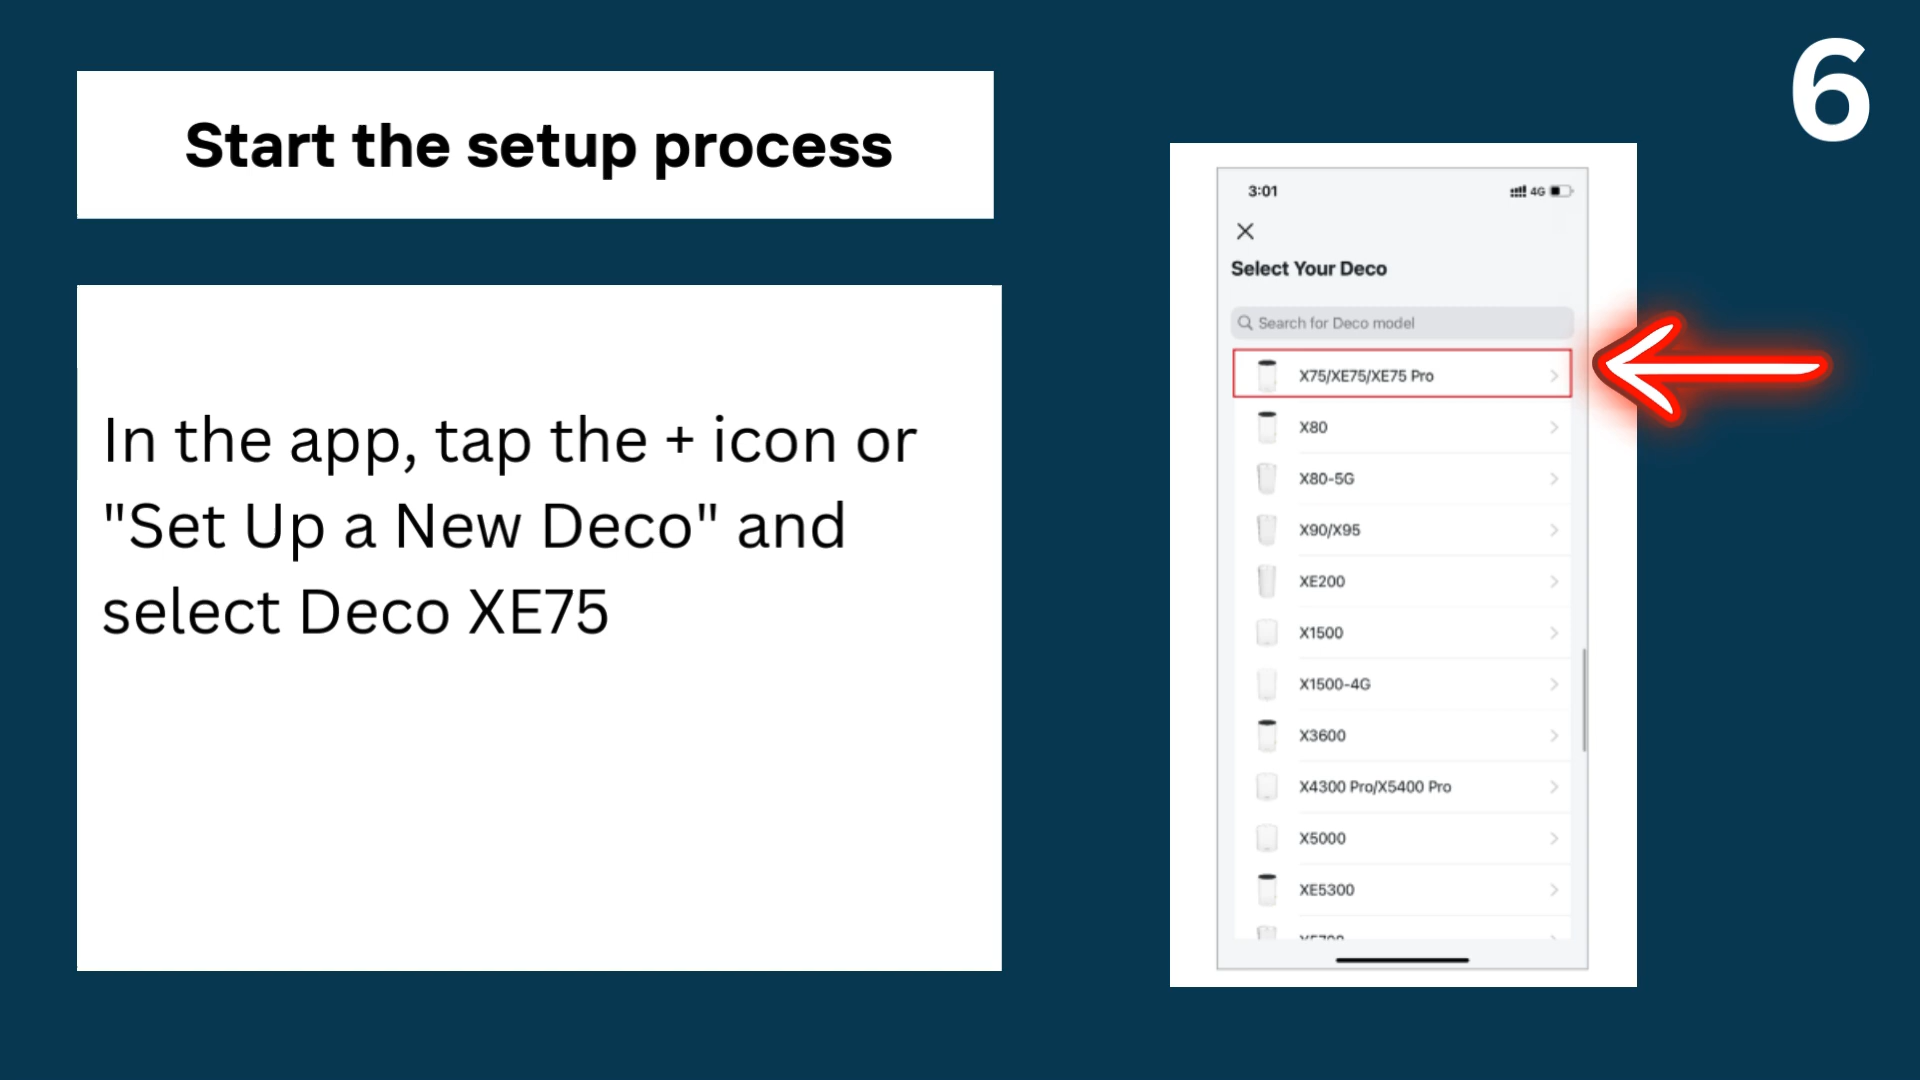 6
Start the setup process
In the app, tap the + icon or
"Set Up a New Deco" and
select Deco XE75
3:01
4G
Select Your Deco
Search for Deco model
X75/XE75/XE75 Pro
X80
X80-5G
X90/X95
XE200
X1500
X1500-4G
X3600
X4300 Pro/X5400 Pro
X5000
XE5300